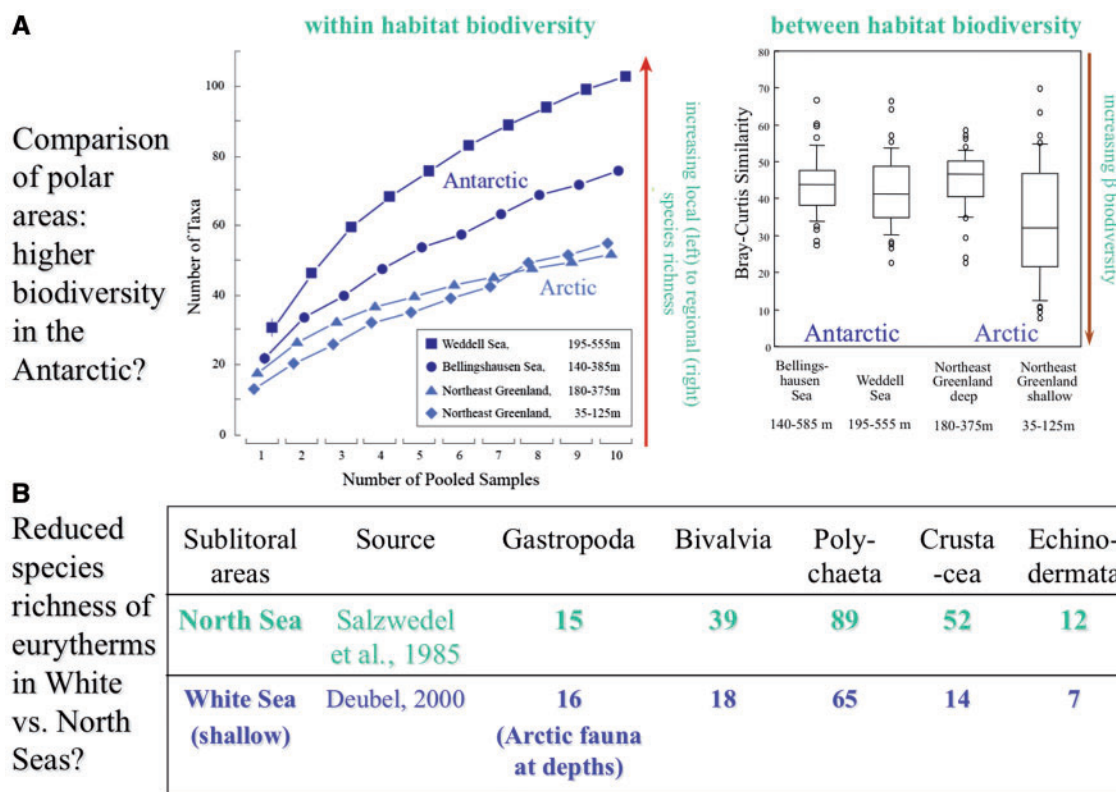 A
within habitat biodiversity
between habitat biodiversity
Comparison
of polar
areas:
higher
biodiversity
in the
Antarctic?
Number of Taxa
100
80
60
40
20
0
Antarctic
Arctic
Weddell Sea, 195-555m
Bellingshausen Sea, 140-385m
Northeast Greenland, 180-375m
Northeast Greenland, 35-125m
1 2 3 4 5 6 7 8 9 10
Number of Pooled Samples
increasing local (left) to regional (right)
species richness
Bray-Curtis Similarity
80
70
60
50
40
30
20
10
0
Antarctic Arctic
increasing β biodiversity
Bellings-
hausen
Sea
140-585 m
Weddell
Sea
195-555 m
Northeast
Greenland
deep
180-375m
Northeast
Greenland
shallow
35-125m
B
Reduced
species
richness of
eurytherms
in White
vs. North
Seas?
Sublitoral
areas
Source
Gastropoda
Bivalvia
Poly-
chaeta
Crusta
-cea
Echino-
dermata
North Sea
Salzwedel
et al., 1985
15
39
89
52
12
White Sea
(shallow)
Deubel, 2000
16
(Arctic fauna
at depths)
18
65
14
7